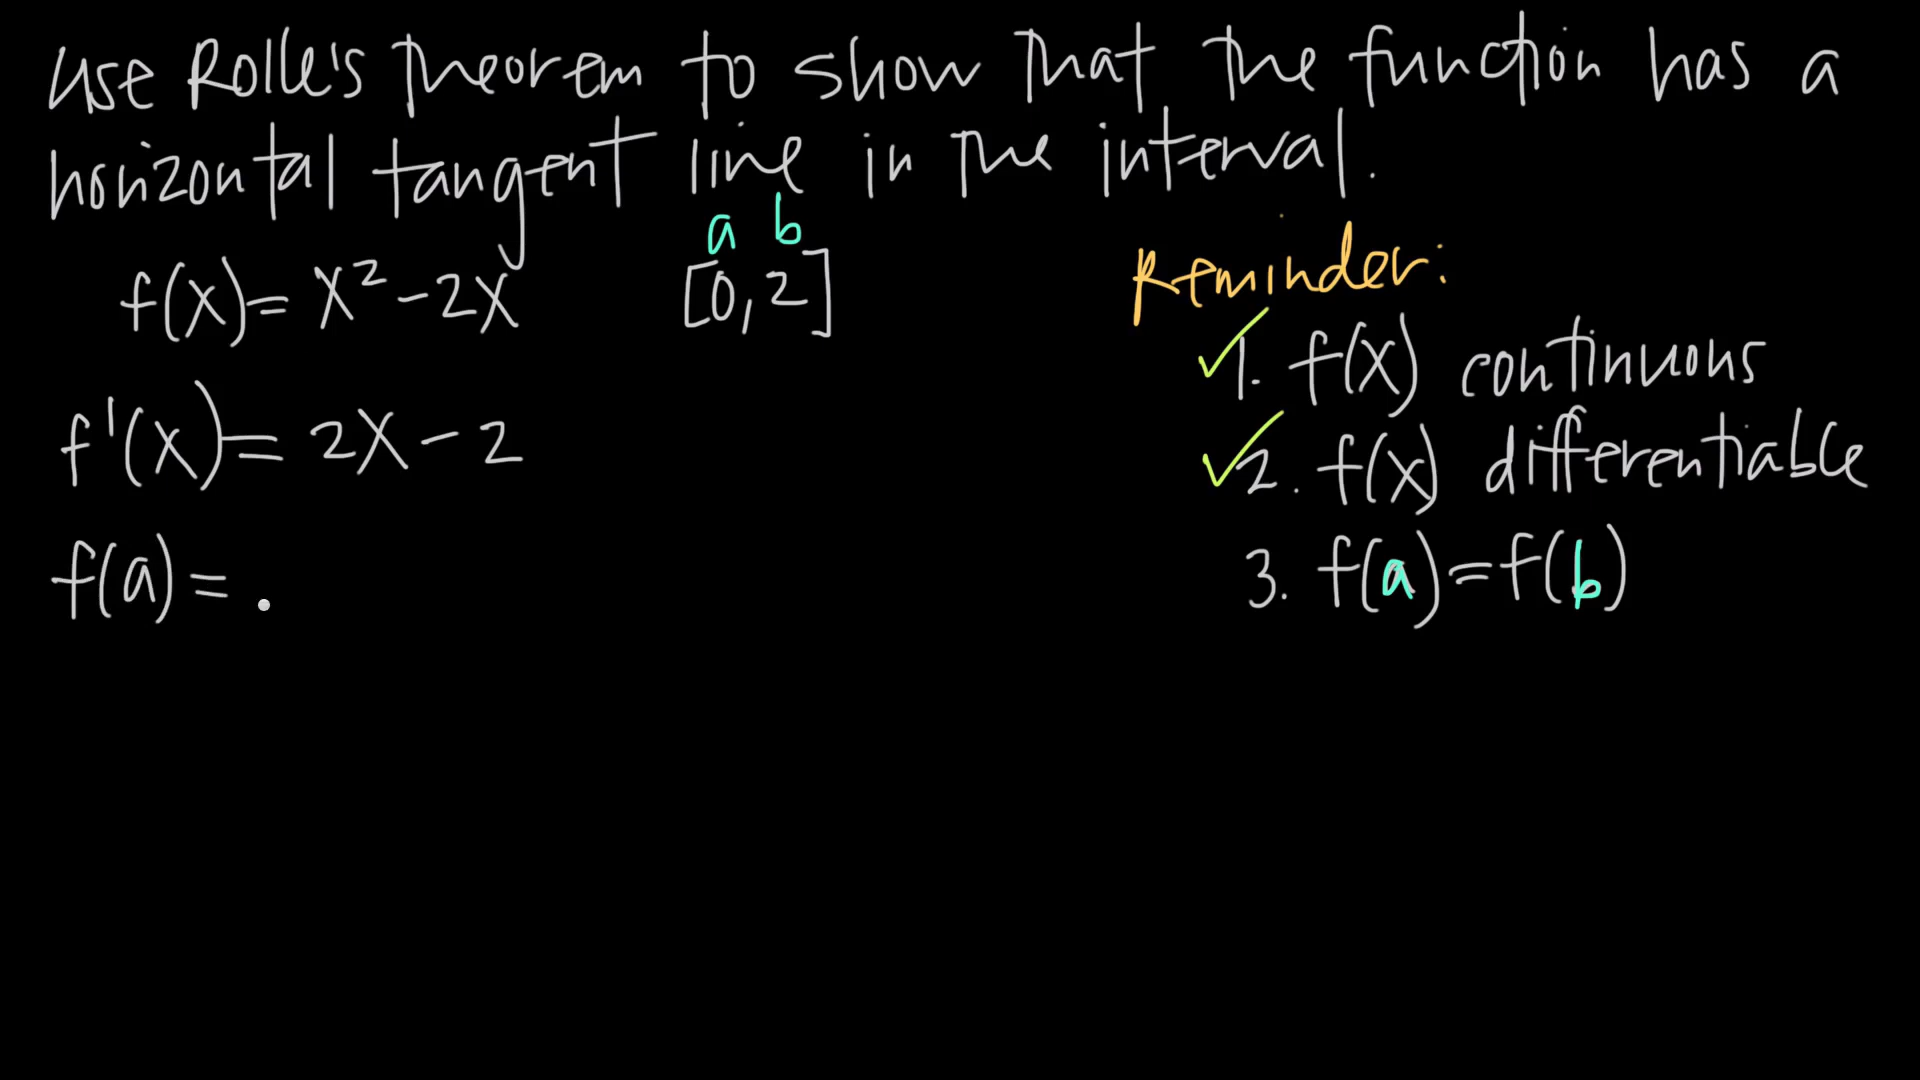 use Rolle's Theorem to show that the function has a
horizontal tangent line in the interval.
a b
f(x)= x²-2x [0,2]
Reminder:
1. f(x) continuous
f'(x)= 2x-2
2. f(x) differentiable
f(a)=
3. f(a)=f(b)